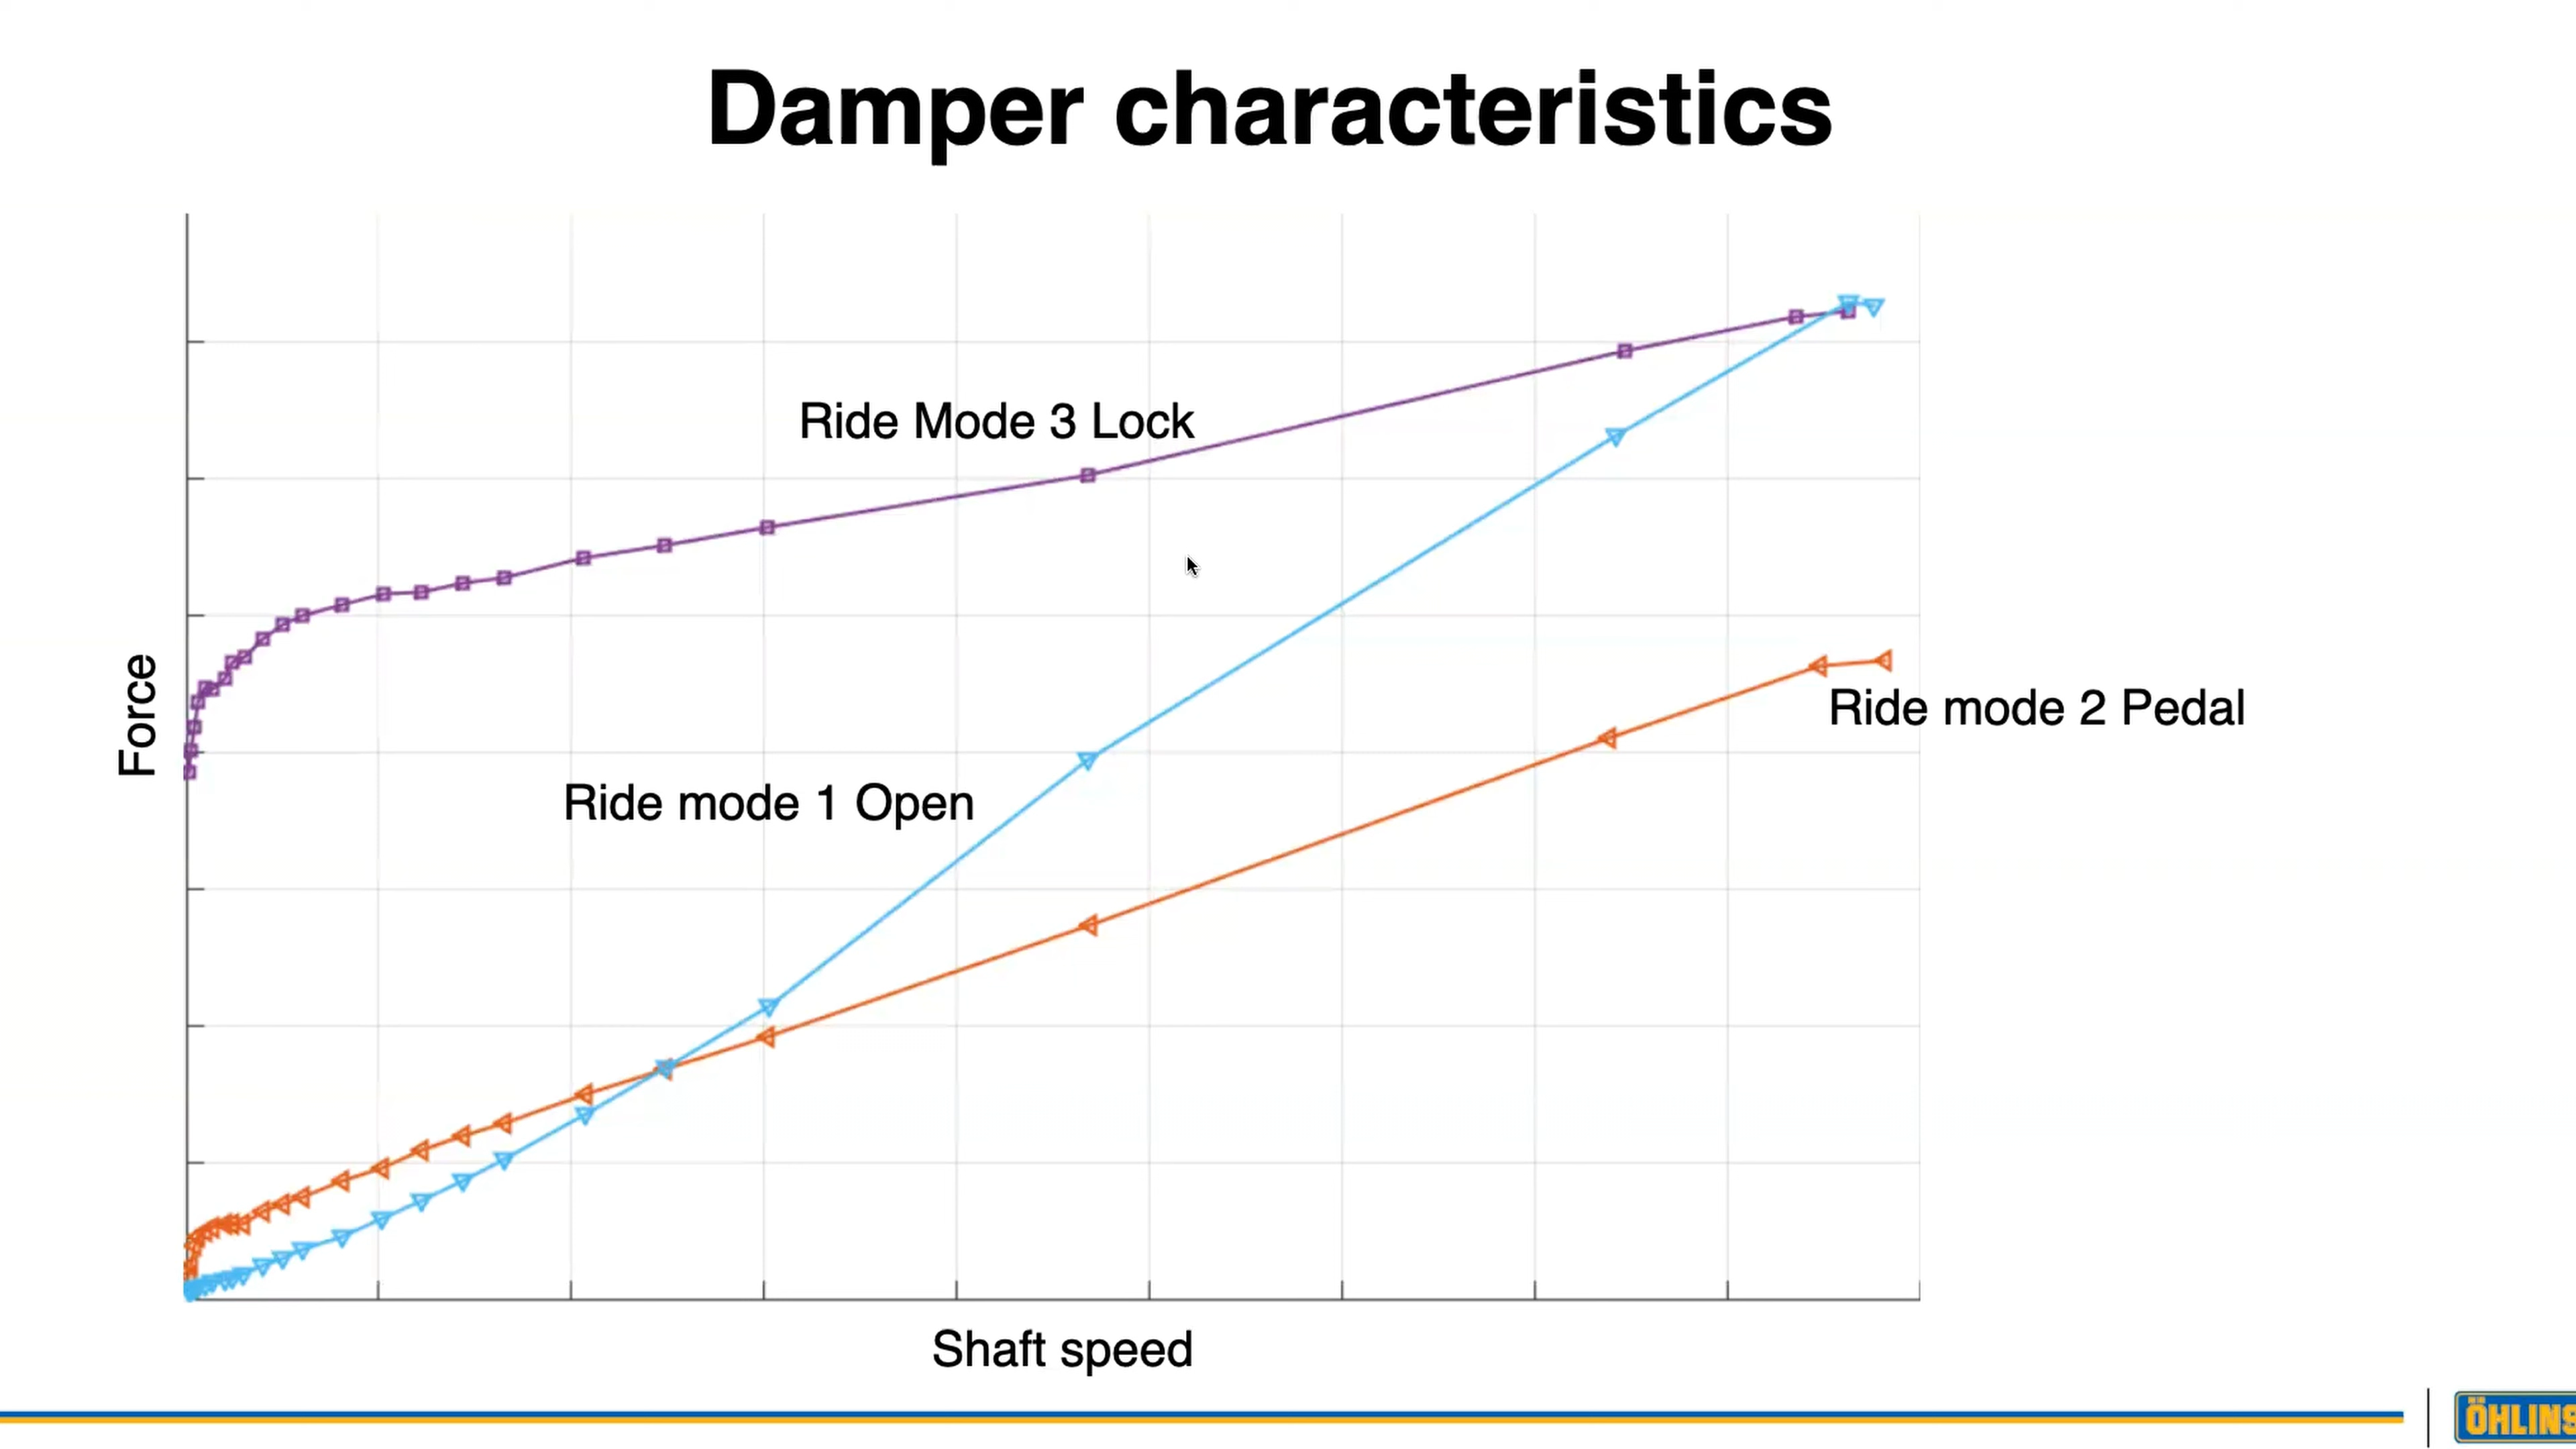 Damper characteristics
Ride Mode 3 Lock
Force
Ride mode 2 Pedal
Ride mode 1 Open
Shaft speed
ÖHLINS